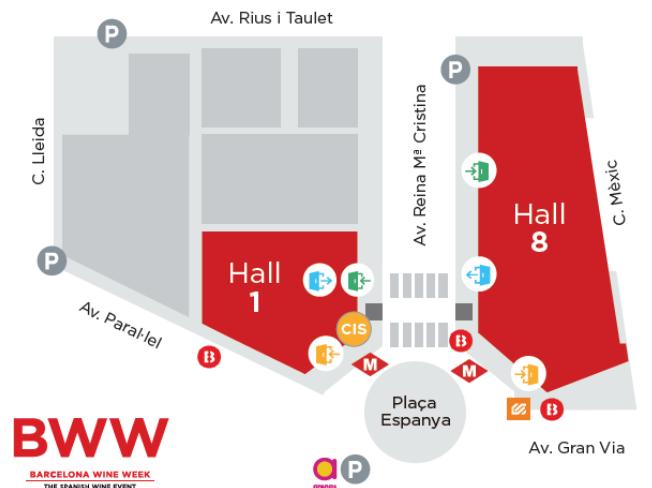 Av. Rius i Taulet
P
P
C. Lleida
Av. Reina Mª Cristina
C. Mèxic
Hall
8
Hall
1
P
Av. Paral·lel
CIS
B
B
M
M
Plaça
Espanya
B
Av. Gran Via
BWW
BARCELONA WINE WEEK
THE SPANISH WINE EVENT
a
P